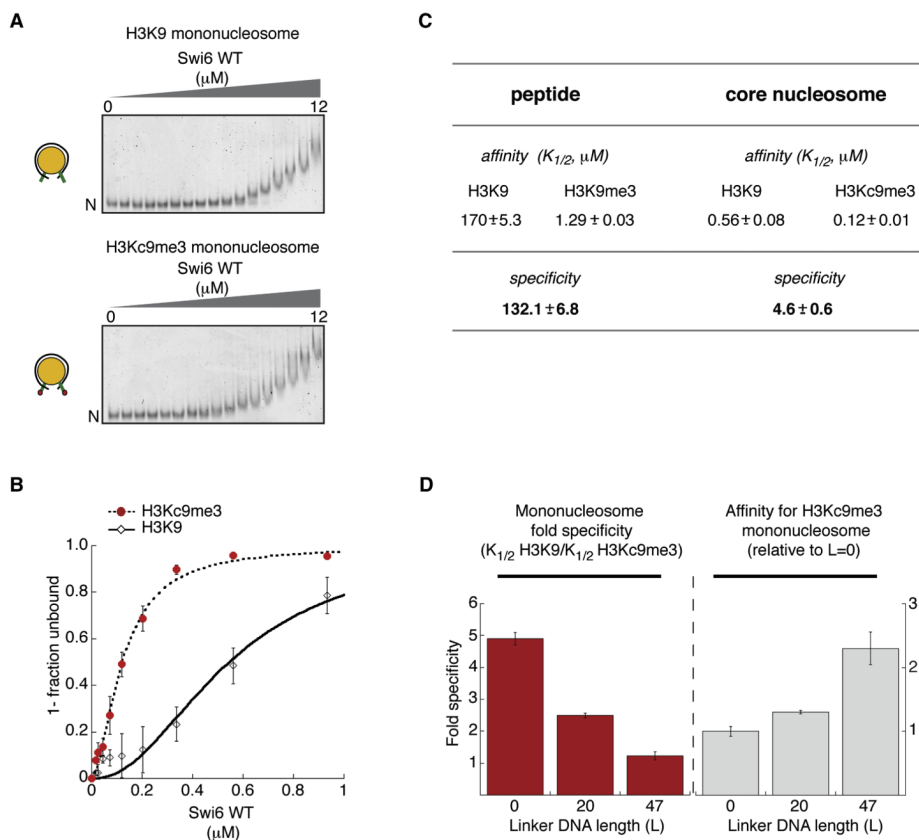 A
H3K9 mononucleosome
Swi6 WT
(μM)
0 12
N
H3Kc9me3 mononucleosome
Swi6 WT
(μM)
0 12
N
B
H3Kc9me3
H3K9
1- fraction unbound
1.0
0.8
0.6
0.4
0.2
0
0 0.2 0.4 0.6 0.8 1
Swi6 WT
(μM)
C
peptide core nucleosome
affinity (K1/2, μM) affinity (K1/2, μM)
H3K9 H3K9me3 H3K9 H3Kc9me3
170±5.3 1.29±0.03 0.56±0.08 0.12±0.01
specificity specificity
132.1±6.8 4.6±0.6
D
Mononucleosome
fold specificity
(K1/2 H3K9/K1/2 H3Kc9me3)
Affinity for H3Kc9me3
mononucleosome
(relative to L=0)
Fold specificity
6
5
4
3
2
1
0 20 47
Linker DNA length (L)
3
2
1
0 20 47
Linker DNA length (L)